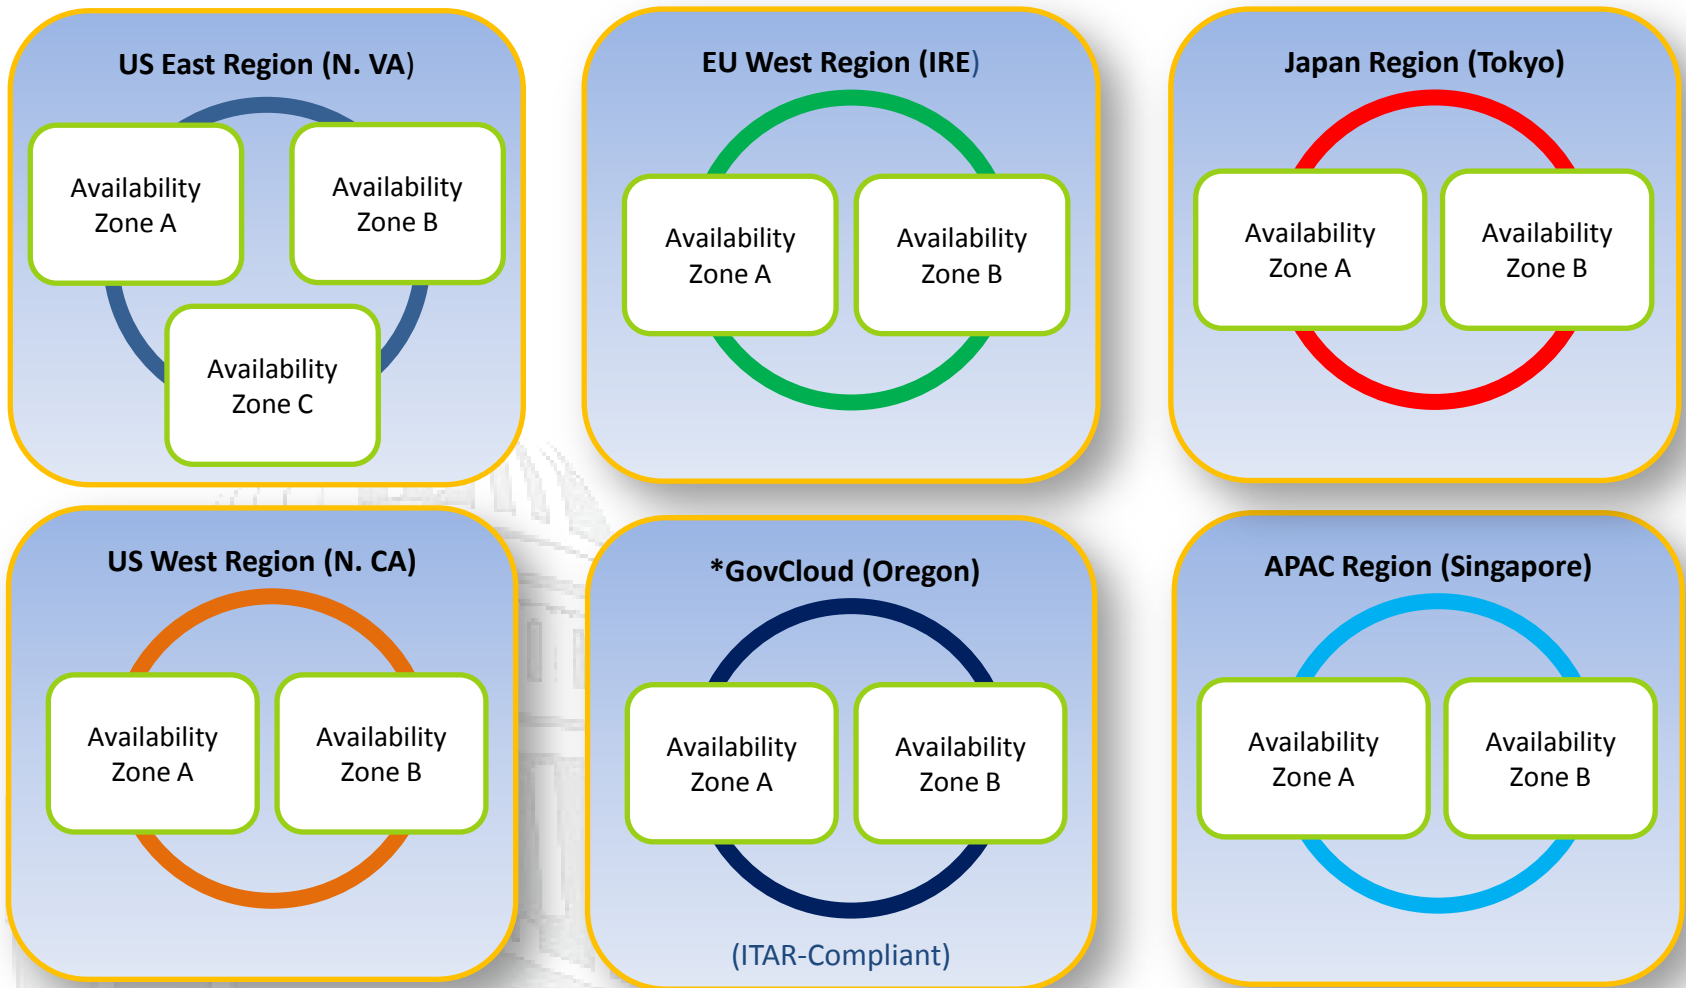 US East Region (N. VA)
Availability
Zone A
Availability
Zone B
Availability
Zone C
EU West Region (IRE)
Availability
Zone A
Availability
Zone B
Japan Region (Tokyo)
Availability
Zone A
Availability
Zone B
US West Region (N. CA)
Availability
Zone A
Availability
Zone B
*GovCloud (Oregon)
Availability
Zone A
Availability
Zone B
(ITAR-Compliant)
APAC Region (Singapore)
Availability
Zone A
Availability
Zone B